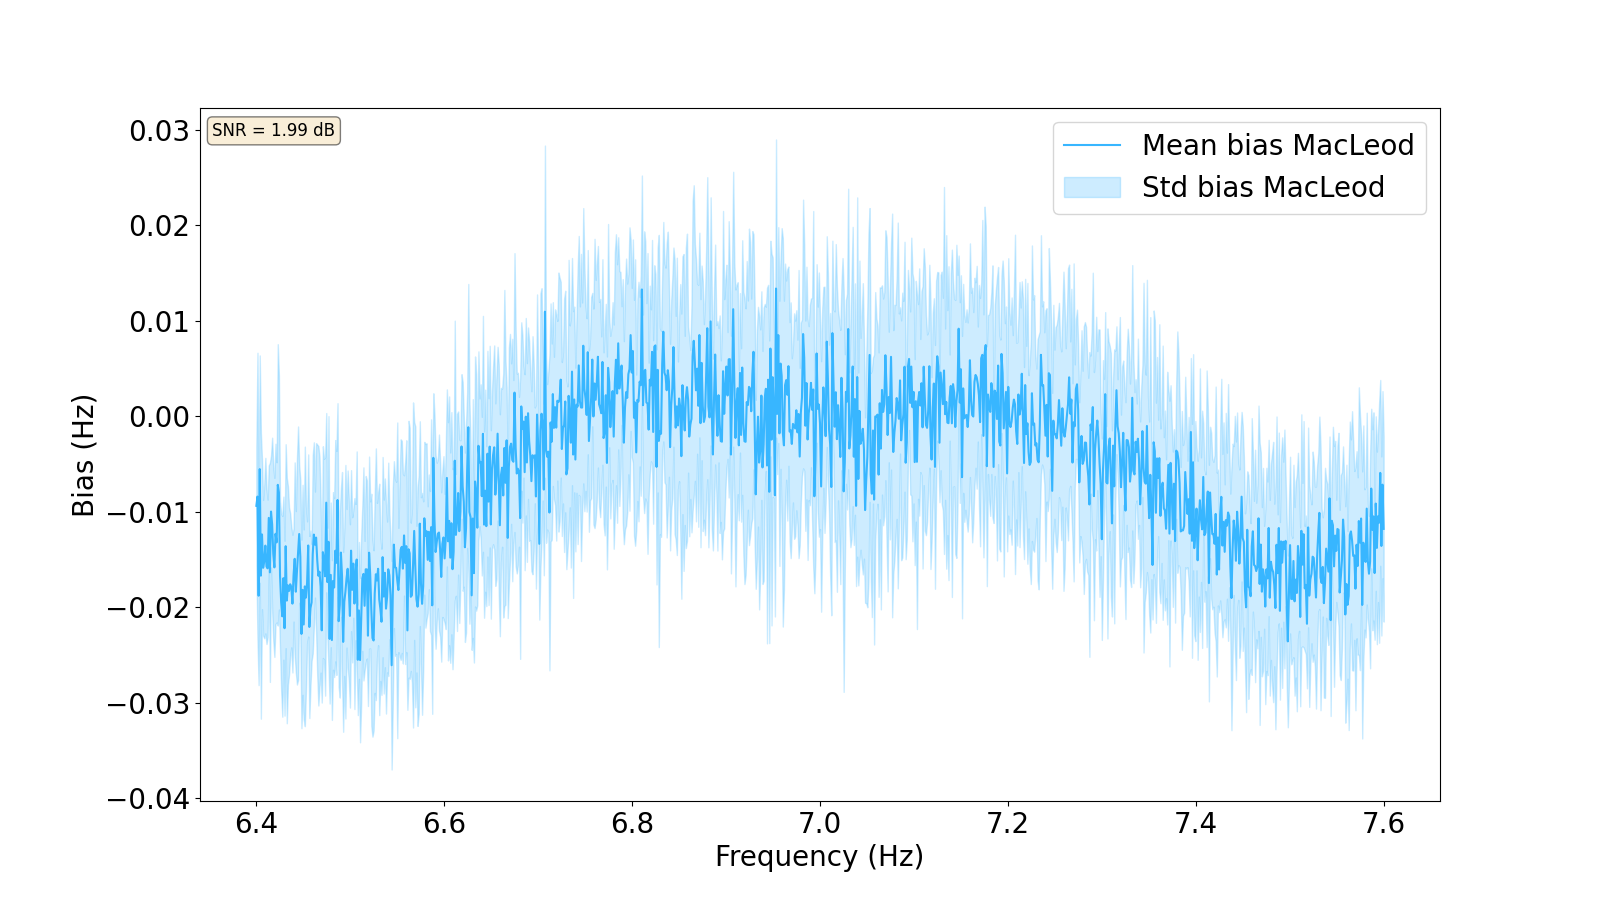 SNR = 1.99 dB
Mean bias MacLeod
Std bias MacLeod
Bias (Hz)
0.03
0.02
0.01
0.00
−0.01
−0.02
−0.03
−0.04
6.4 6.6 6.8 7.0 7.2 7.4 7.6
Frequency (Hz)